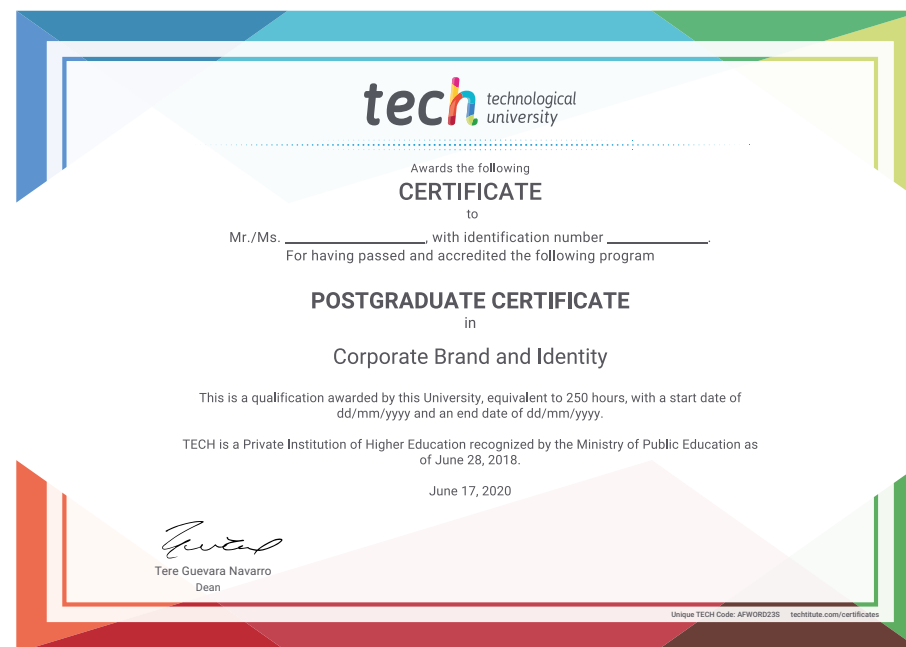 tech technological
university
Awards the following
CERTIFICATE
to
Mr./Ms. ____________________, with identification number ______________.
For having passed and accredited the following program
POSTGRADUATE CERTIFICATE
in
Corporate Brand and Identity
This is a qualification awarded by this University, equivalent to 250 hours, with a start date of
dd/mm/yyyy and an end date of dd/mm/yyyy.
TECH is a Private Institution of Higher Education recognized by the Ministry of Public Education as
of June 28, 2018.
June 17, 2020
Tere Guevara Navarro
Dean
Unique TECH Code: AFWORD23S techtitute.com/certificates